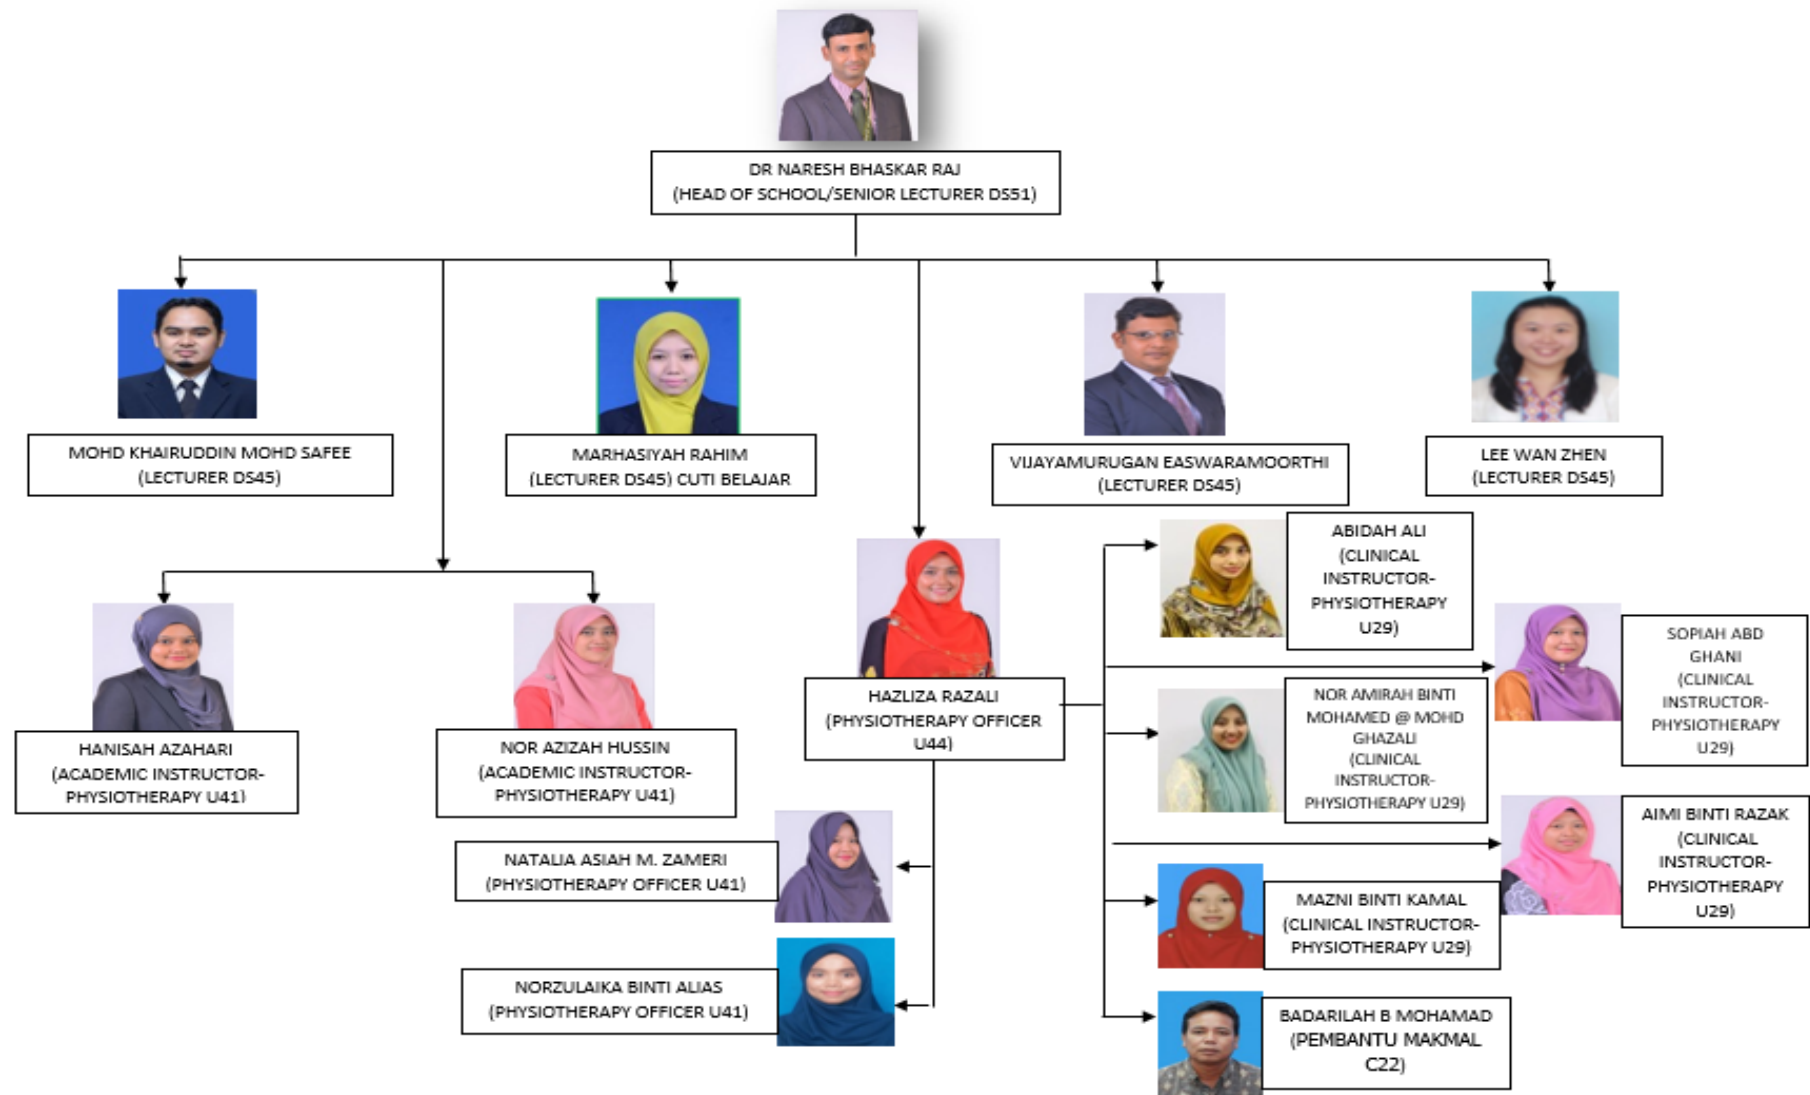 DR NARESH BHASKAR RAJ
(HEAD OF SCHOOL/SENIOR LECTURER DS51)
MOHD KHAIRUDDIN MOHD SAFEE
(LECTURER DS45)
MARHASIYAH RAHIM
(LECTURER DS45) CUTI BELAJAR
VIJAYAMURUGAN EASWARAMOORTHI
(LECTURER DS45)
LEE WAN ZHEN
(LECTURER DS45)
HANISAH AZAHARI
(ACADEMIC INSTRUCTOR-
PHYSIOTHERAPY U41)
NOR AZIZAH HUSSIN
(ACADEMIC INSTRUCTOR-
PHYSIOTHERAPY U41)
HAZLIZA RAZALI
(PHYSIOTHERAPY OFFICER
U44)
NATALIA ASIAH M. ZAMERI
(PHYSIOTHERAPY OFFICER U41)
NORZULAIKA BINTI ALIAS
(PHYSIOTHERAPY OFFICER U41)
ABIDAH ALI
(CLINICAL
INSTRUCTOR-
PHYSIOTHERAPY
U29)
SOPIAH ABD
GHANI
(CLINICAL
INSTRUCTOR-
PHYSIOTHERAPY
U29)
NOR AMIRAH BINTI
MOHAMED @ MOHD
GHAZALI
(CLINICAL
INSTRUCTOR-
PHYSIOTHERAPY U29)
AIMI BINTI RAZAK
(CLINICAL
INSTRUCTOR-
PHYSIOTHERAPY
U29)
MAZNI BINTI KAMAL
(CLINICAL INSTRUCTOR-
PHYSIOTHERAPY U29)
BADARILAH B MOHAMAD
(PEMBANTU MAKMAL
C22)